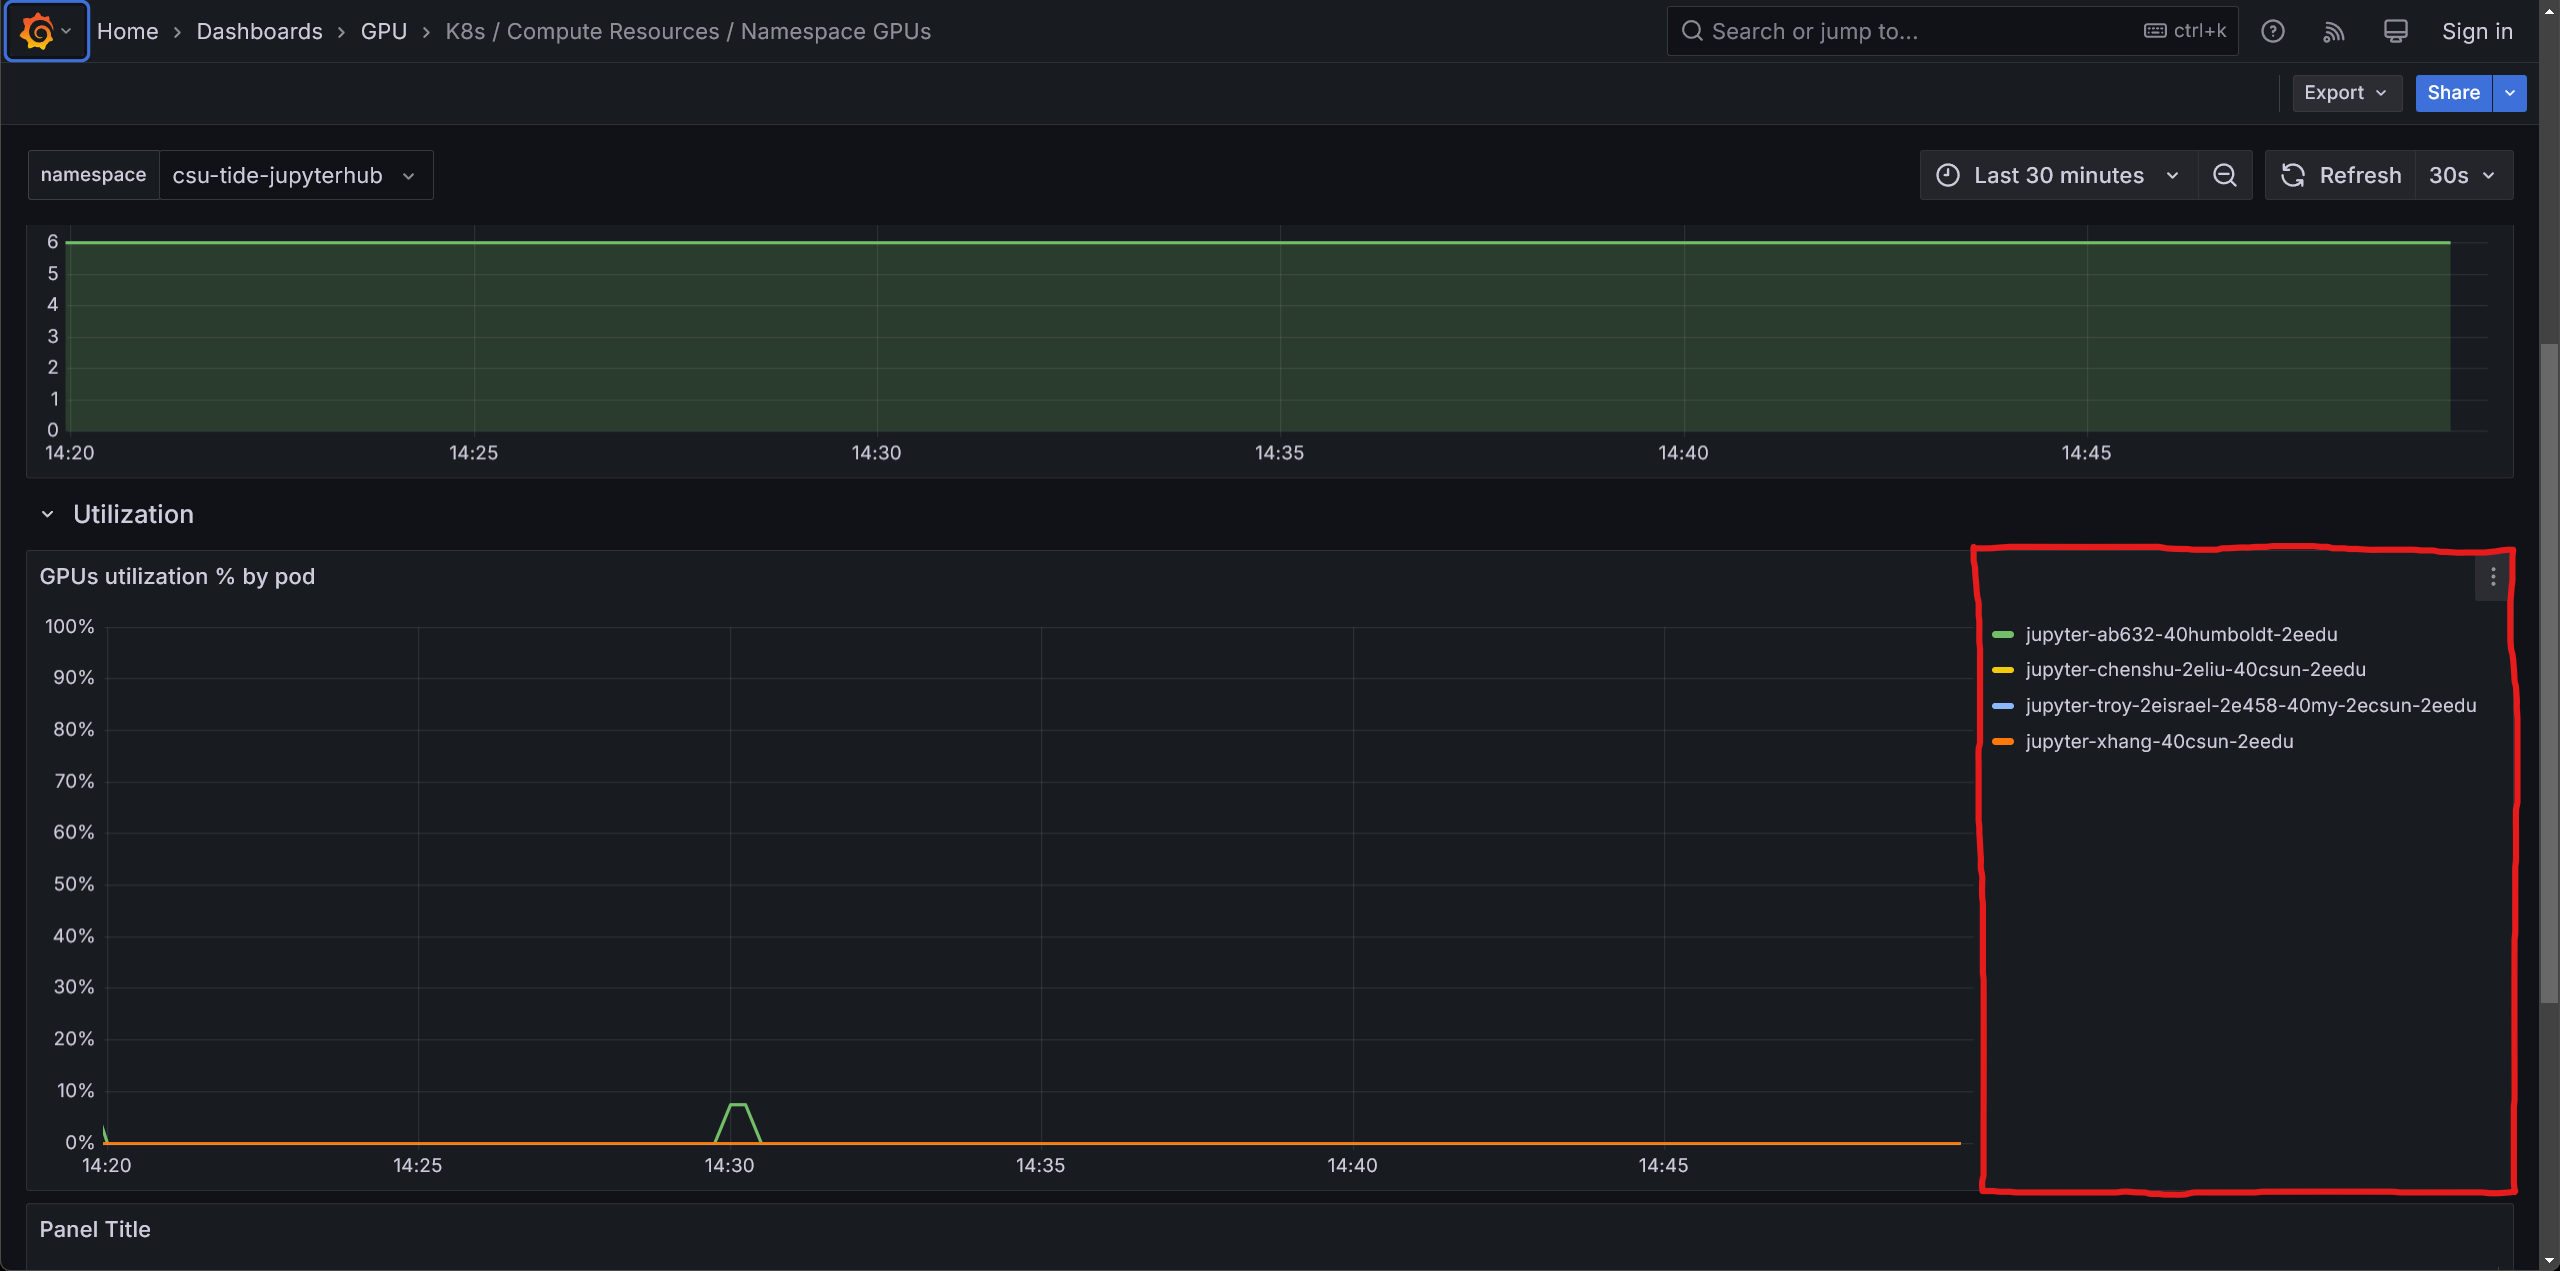 Home > Dashboards > GPU > K8s / Compute Resources / Namespace GPUs
Search or jump to...
ctrl+k
Sign in
Export
Share
namespace
csu-tide-jupyterhub
Last 30 minutes
Refresh
30s
6
5
4
3
2
1
0
14:20 14:25 14:30 14:35 14:40 14:45
Utilization
GPUs utilization % by pod
100%
90%
80%
70%
60%
50%
40%
30%
20%
10%
0%
14:20 14:25 14:30 14:35 14:40 14:45
jupyter-ab632-40humboldt-2eedu
jupyter-chenshu-2eliu-40csun-2eedu
jupyter-troy-2eisrael-2e458-40my-2ecsun-2eedu
jupyter-xhang-40csun-2eedu
Panel Title